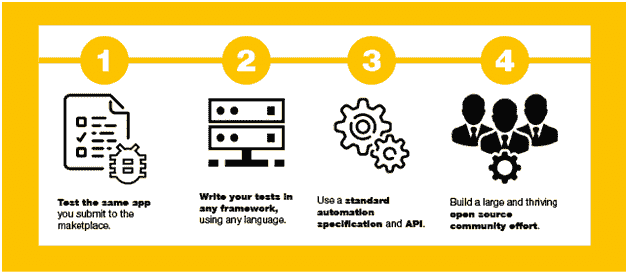 1
2
3
4
Test the same app
you submit to the
maketplace.
Write your tests in
any framework,
using any language.
Use a standard
automation
specification and API.
Build a large and thriving
open source
community effort.